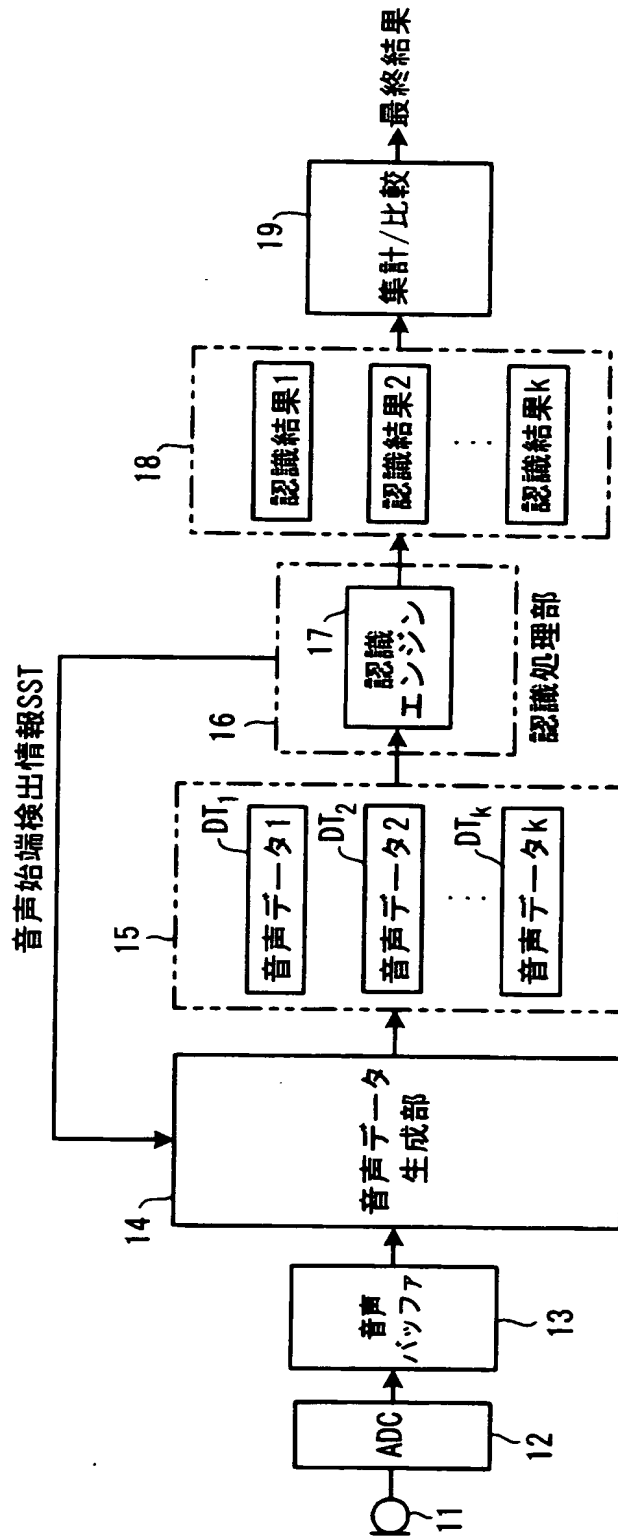 音声始端検出情報SST
11
12
ADC
13
音声
バッファ
14
音声データ
生成部
15
DT1
音声データ1
DT2
音声データ2
DTk
音声データk
16
17
認識
エンジン
認識処理部
18
認識結果1
認識結果2
認識結果k
19
集計/比較
最終結果